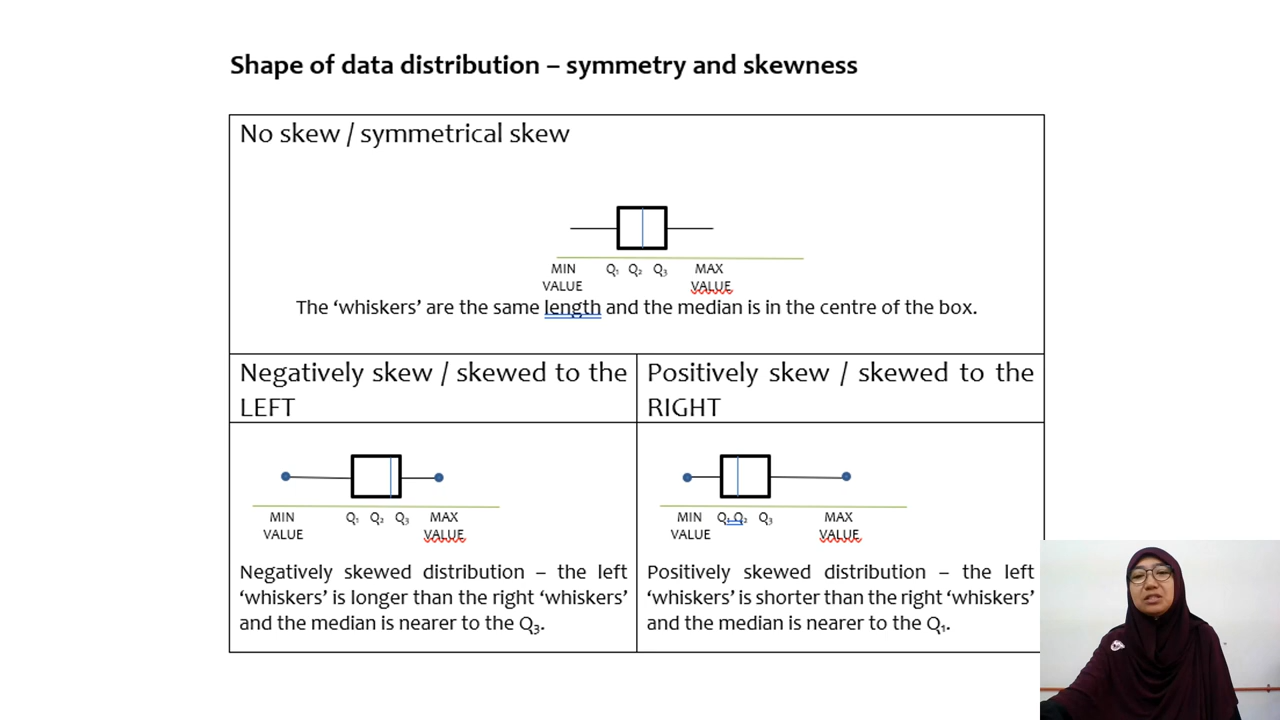 Shape of data distribution – symmetry and skewness
No skew / symmetrical skew
MIN Q₁ Q₂ Q₃ MAX
VALUE VALUE
The ‘whiskers’ are the same length and the median is in the centre of the box.
Negatively skew / skewed to the
LEFT
Positively skew / skewed to the
RIGHT
MIN Q₁ Q₂ Q₃ MAX
VALUE VALUE
Negatively skewed distribution – the left
‘whiskers’ is longer than the right ‘whiskers’
and the median is nearer to the Q₃.
MIN Q₁ Q₂ Q₃ MAX
VALUE VALUE
Positively skewed distribution – the left
‘whiskers’ is shorter than the right ‘whiskers’
and the median is nearer to the Q₁.